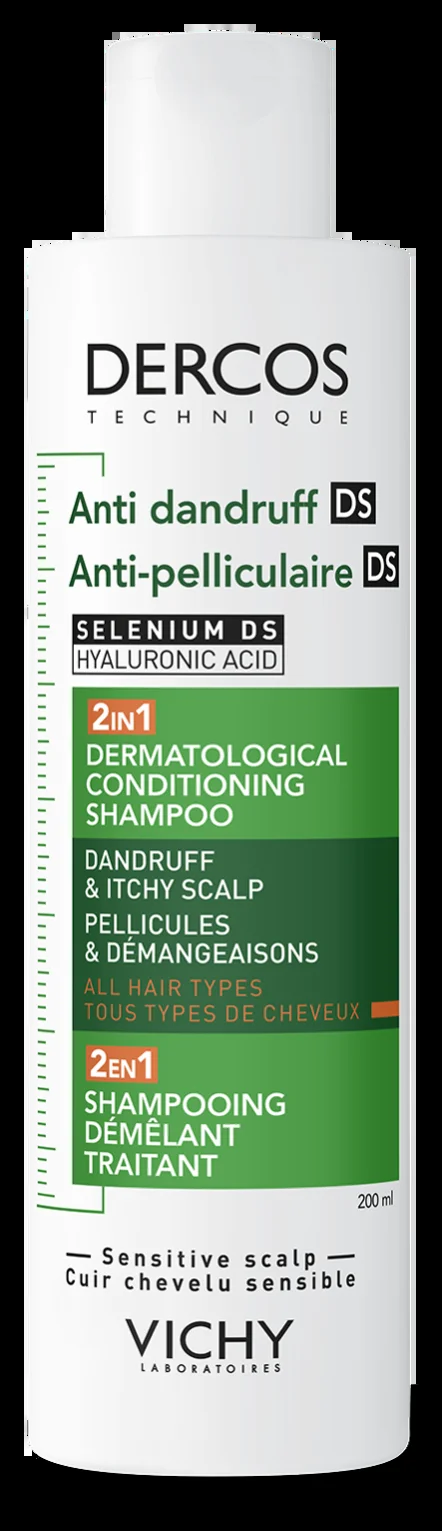 DERCOS
TECHNIQUE
Anti dandruff DS
Anti-pelliculaire DS
SELENIUM DS
HYALURONIC ACID
2IN1
DERMATOLOGICAL
CONDITIONING
SHAMPOO
DANDRUFF
& ITCHY SCALP
PELLICULES
& DÉMANGEAISONS
ALL HAIR TYPES
TOUS TYPES DE CHEVEUX
2EN1
SHAMPOOING
DÉMÊLANT
TRAITANT
200 ml
Sensitive scalp
Cuir chevelu sensible
VICHY
LABORATOIRES